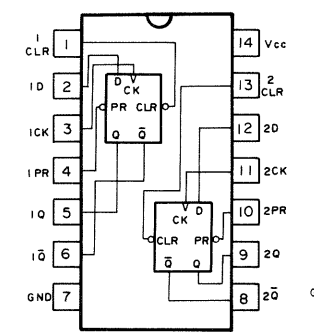 1 CLR 1
1D 2
1CK 3
1PR 4
1Q 5
1Q̅ 6
GND 7
14 Vcc
13 2 CLR
12 2D
11 2CK
10 2PR
9 2Q
8 2Q̅
D CK
PR CLR
Q Q̅
CK D
CLR PR
Q̅ Q